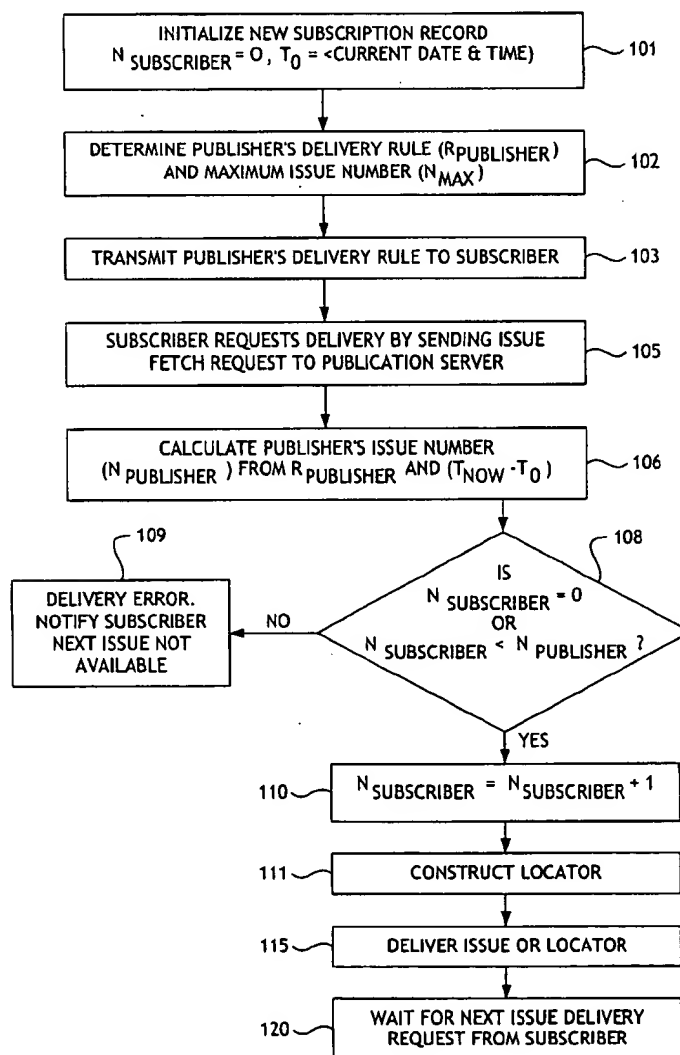 INITIALIZE NEW SUBSCRIPTION RECORD
N SUBSCRIBER = 0, T0 = <CURRENT DATE & TIME)
101
DETERMINE PUBLISHER'S DELIVERY RULE (RPUBLISHER)
AND MAXIMUM ISSUE NUMBER (NMAX)
102
TRANSMIT PUBLISHER'S DELIVERY RULE TO SUBSCRIBER
103
SUBSCRIBER REQUESTS DELIVERY BY SENDING ISSUE
FETCH REQUEST TO PUBLICATION SERVER
105
CALCULATE PUBLISHER'S ISSUE NUMBER
(N PUBLISHER) FROM R PUBLISHER AND (TNOW -T0)
106
108
IS
N SUBSCRIBER = 0
OR
N SUBSCRIBER < N PUBLISHER ?
NO
109
DELIVERY ERROR.
NOTIFY SUBSCRIBER
NEXT ISSUE NOT
AVAILABLE
YES
110
N SUBSCRIBER = N SUBSCRIBER + 1
111
CONSTRUCT LOCATOR
115
DELIVER ISSUE OR LOCATOR
120
WAIT FOR NEXT ISSUE DELIVERY
REQUEST FROM SUBSCRIBER